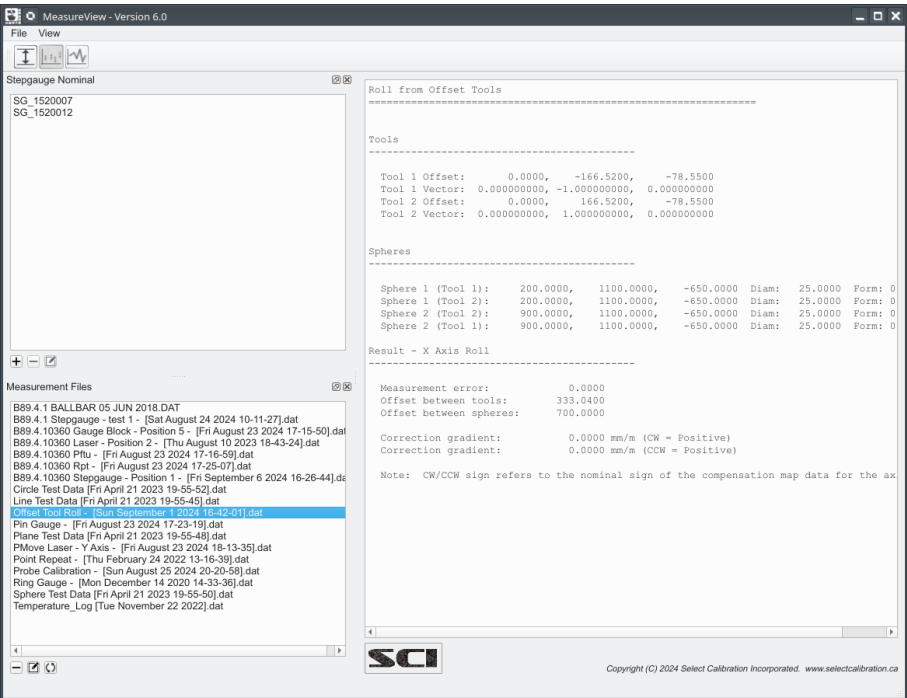 MeasureView - Version 6.0
File View
Stepgauge Nominal
SG_1520007
SG_1520012
Measurement Files
B89.4.1 BALLBAR 05 JUN 2018.DAT
B89.4.1 Stepgauge - test 1 - [Sat August 24 2024 10-11-27].dat
B89.4.10360 Gauge Block - Position 5 - [Fri August 23 2024 17-15-50].dat
B89.4.10360 Laser - Position 2 - [Thu August 10 2023 18-43-24].dat
B89.4.10360 Pftu - [Fri August 23 2024 17-16-59].dat
B89.4.10360 Rpt - [Fri August 23 2024 17-25-07].dat
B89.4.10360 Stepgauge - Position 1 - [Fri September 6 2024 16-26-44].da
Circle Test Data [Fri April 21 2023 19-55-52].dat
Line Test Data [Fri April 21 2023 19-55-45].dat
Offset Tool Roll - [Sun September 1 2024 16-42-01].dat
Pin Gauge - [Fri August 23 2024 17-23-19].dat
Plane Test Data [Fri April 21 2023 19-55-48].dat
PMove Laser - Y Axis - [Fri August 23 2024 18-13-35].dat
Point Repeat - [Thu February 24 2022 13-16-39].dat
Probe Calibration - [Sun August 25 2024 20-20-58].dat
Ring Gauge - [Mon December 14 2020 14-33-36].dat
Sphere Test Data [Fri April 21 2023 19-55-50].dat
Temperature_Log [Tue November 22 2022].dat
Roll from Offset Tools
================================================================
Tools
--------------------------------------------
Tool 1 Offset: 0.0000, -166.5200, -78.5500
Tool 1 Vector: 0.000000000, -1.000000000, 0.000000000
Tool 2 Offset: 0.0000, 166.5200, -78.5500
Tool 2 Vector: 0.000000000, 1.000000000, 0.000000000
Spheres
--------------------------------------------
Sphere 1 (Tool 1): 200.0000, 1100.0000, -650.0000 Diam: 25.0000 Form: 0
Sphere 1 (Tool 2): 200.0000, 1100.0000, -650.0000 Diam: 25.0000 Form: 0
Sphere 2 (Tool 2): 900.0000, 1100.0000, -650.0000 Diam: 25.0000 Form: 0
Sphere 2 (Tool 1): 900.0000, 1100.0000, -650.0000 Diam: 25.0000 Form: 0
Result - X Axis Roll
--------------------------------------------
Measurement error: 0.0000
Offset between tools: 333.0400
Offset between spheres: 700.0000
Correction gradient: 0.0000 mm/m (CW = Positive)
Correction gradient: 0.0000 mm/m (CCW = Positive)
Note: CW/CCW sign refers to the nominal sign of the compensation map data for the ax
SCI
Copyright (C) 2024 Select Calibration Incorporated. www.selectcalibration.ca